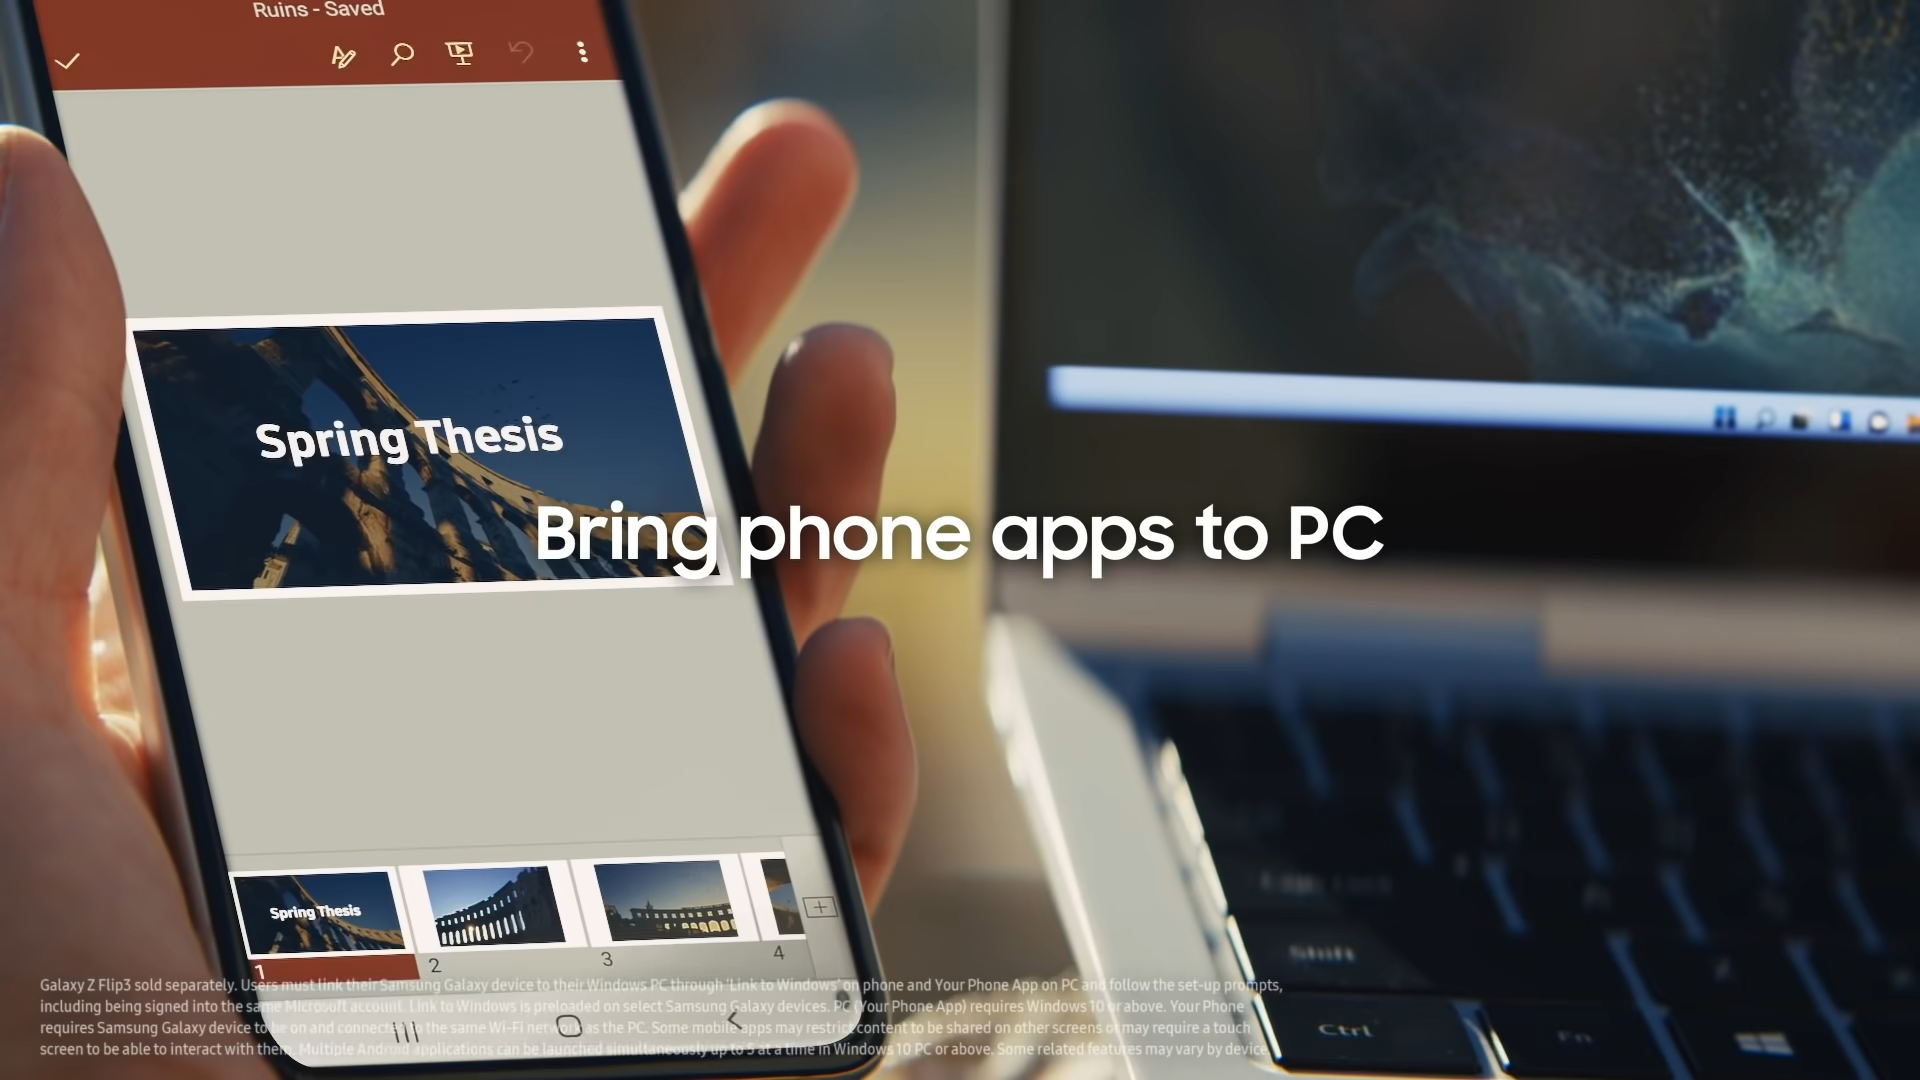 Ruins - Saved
Spring Thesis
Bring phone apps to PC
Spring Thesis
1
2
3
4
Galaxy Z Flip3 sold separately. Users must link their Samsung Galaxy device to their Windows PC through 'Link to Windows' on phone and Your Phone App on PC and follow the set-up prompts,
including being signed into the same Microsoft account. Link to Windows is preloaded on select Samsung Galaxy devices. PC (Your Phone App) requires Windows 10 or above. Your Phone
requires Samsung Galaxy device to be on and connected to the same Wi-Fi network as the PC. Some mobile apps may restrict content to be shared on other screens or may require a touch
screen to be able to interact with them. Multiple Android applications can be launched simultaneously up to 5 at a time in Windows 10 PC or above. Some related features may vary by device.
Shift
Ctrl
Fn